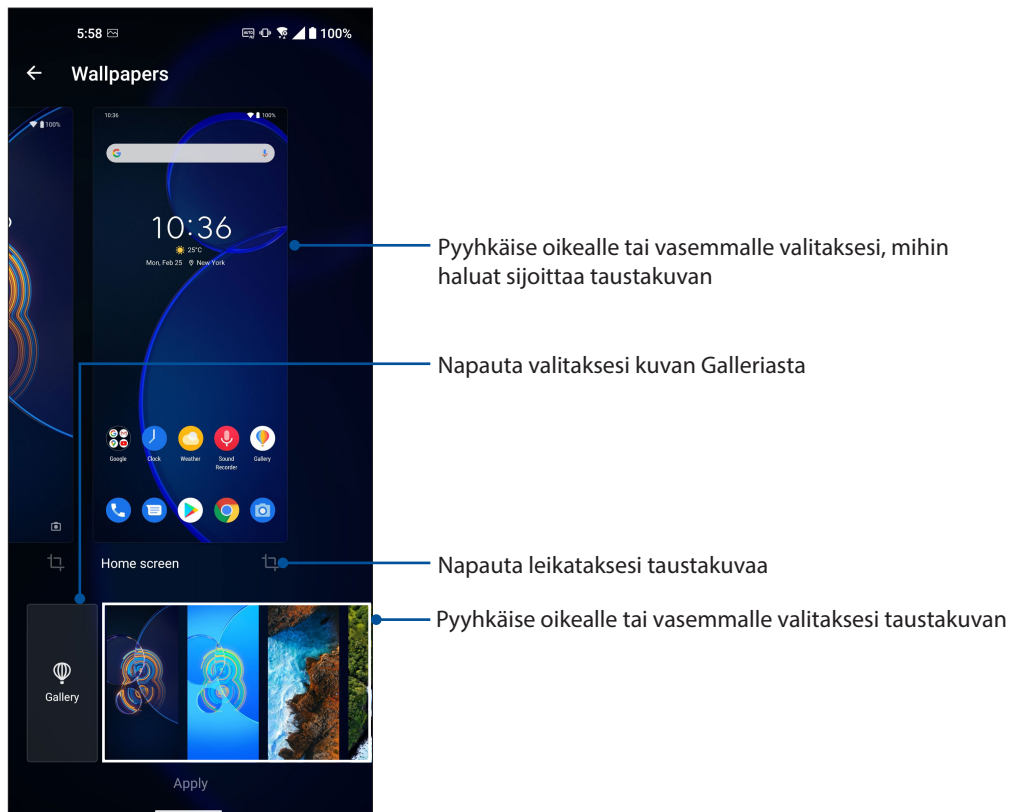 5:58 100%
Wallpapers
100%
10:36 100%
10:36
25°C
Mon, Feb 25 New York
Pyyhkäise oikealle tai vasemmalle valitaksesi, mihin
haluat sijoittaa taustakuvan
Napauta valitaksesi kuvan Galleriasta
Google Clock Weather Sound Recorder Gallery
Home screen
Napauta leikataksesi taustakuvaa
Pyyhkäise oikealle tai vasemmalle valitaksesi taustakuvan
Gallery
Apply